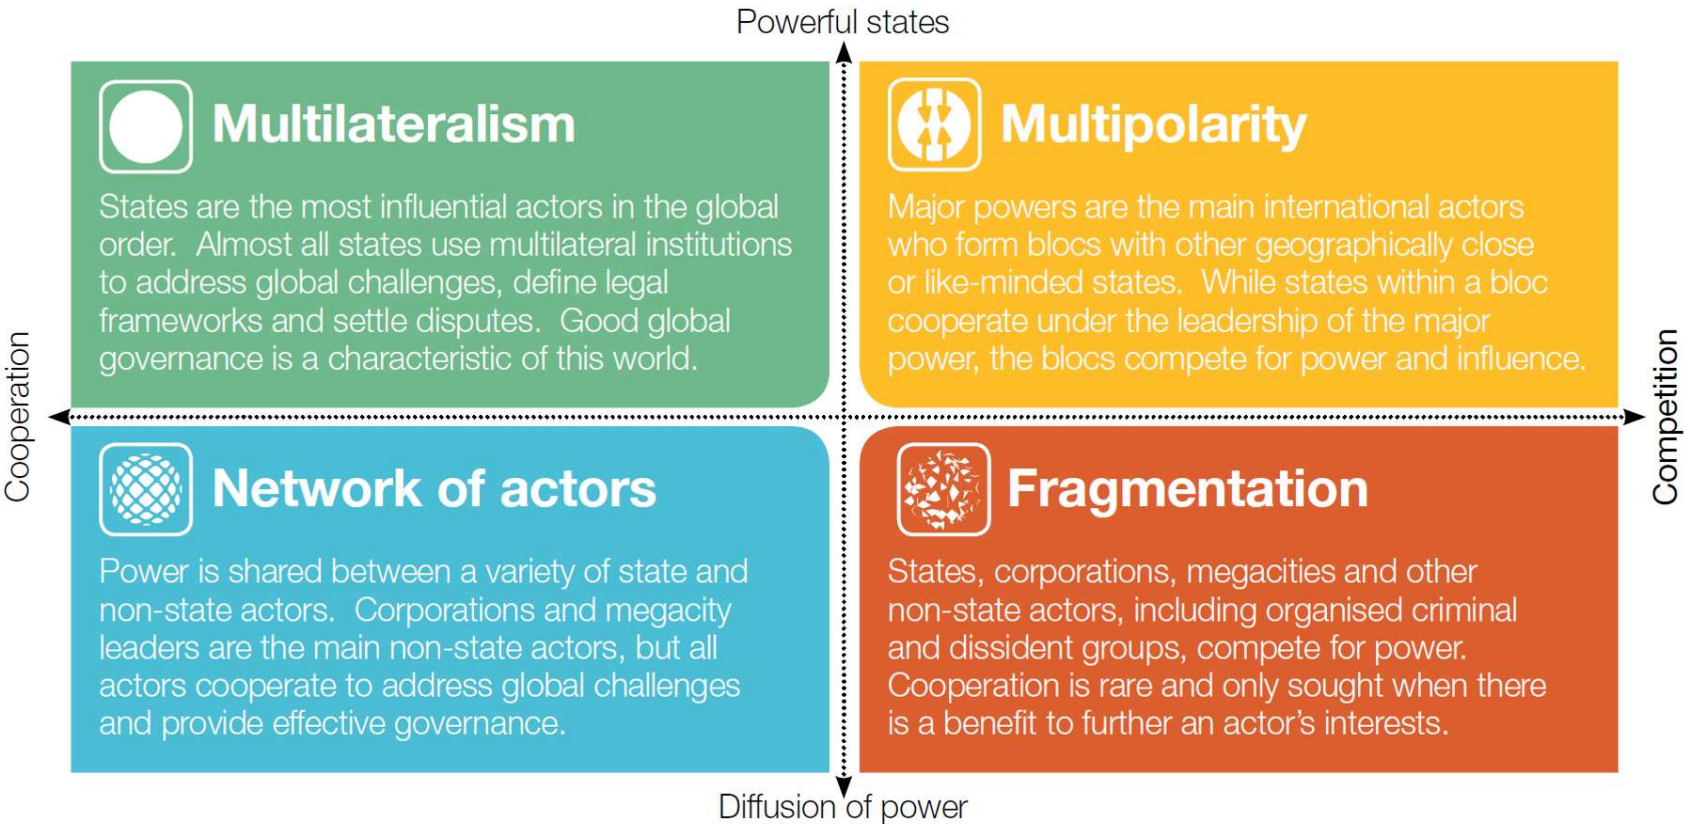 Powerful states
Multilateralism
States are the most influential actors in the global
order.  Almost all states use multilateral institutions
to address global challenges, define legal
frameworks and settle disputes.  Good global
governance is a characteristic of this world.
Multipolarity
Major powers are the main international actors
who form blocs with other geographically close
or like-minded states.  While states within a bloc
cooperate under the leadership of the major
power, the blocs compete for power and influence.
Cooperation
Competition
Network of actors
Power is shared between a variety of state and
non-state actors.  Corporations and megacity
leaders are the main non-state actors, but all
actors cooperate to address global challenges
and provide effective governance.
Fragmentation
States, corporations, megacities and other
non-state actors, including organised criminal
and dissident groups, compete for power.
Cooperation is rare and only sought when there
is a benefit to further an actor’s interests.
Diffusion of power